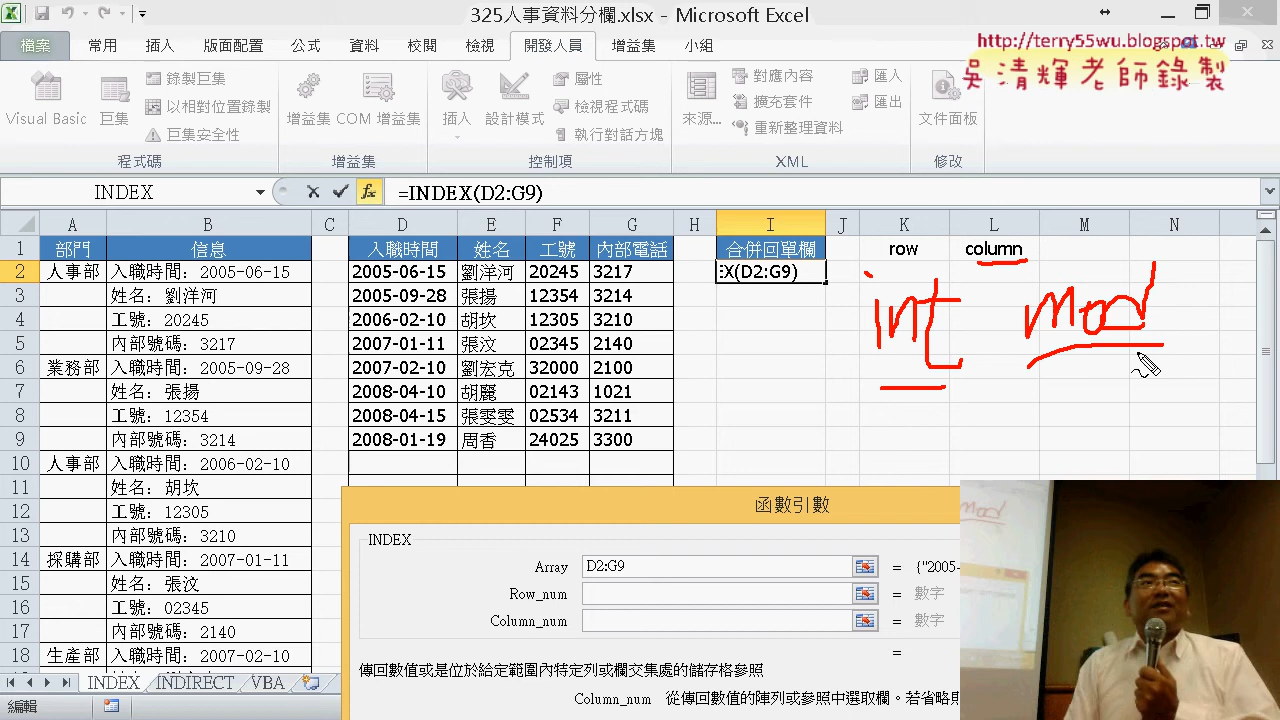 325人事資料分欄.xlsx - Microsoft Excel
http://terry55wu.blogspot.tw
吳清輝老師錄製
檔案 常用 插入 版面配置 公式 資料 校閱 檢視 開發人員 增益集 小組
Visual Basic 巨集 錄製巨集 以相對位置錄製 巨集安全性 增益集 COM 增益集 插入 設計模式 屬性 檢視程式碼 執行對話方塊 來源... 對應內容 擴充套件 重新整理資料 匯入 匯出 文件面板
程式碼 增益集 控制項 XML 修改
INDEX =INDEX(D2:G9)
A B C D E F G H I J K L M N
1 部門 信息 入職時間 姓名 工號 內部電話 合併回單欄 row column
2 人事部 入職時間：2005-06-15 2005-06-15 劉洋河 20245 3217 X(D2:G9)
3 姓名：劉洋河 2005-09-28 張揚 12354 3214
int mod
4 工號：20245 2006-02-10 胡坎 12305 3210
5 內部號碼：3217 2007-01-11 張汶 02345 2140
6 業務部 入職時間：2005-09-28 2007-02-10 劉宏克 32000 2100
7 姓名：張揚 2008-04-10 胡麗 02143 1021
8 工號：12354 2008-04-15 張雯雯 02534 3211
9 內部號碼：3214 2008-01-19 周香 24025 3300
10 人事部 入職時間：2006-02-10
11 姓名：胡坎
12 工號：12305
13 內部號碼：3210
14 採購部 入職時間：2007-01-11
15 姓名：張汶
16 工號：02345
17 內部號碼：2140
18 生產部 入職時間：2007-02-10
函數引數
INDEX
Array D2:G9 = {"2005-
Row_num = 數字
Column_num = 數字
=
傳回數值或是位於給定範圍內特定列或欄交集處的儲存格參照
Column_num 從傳回數值的陣列或參照中選取欄。若省略則
INDEX INDIRECT VBA
編輯
mod